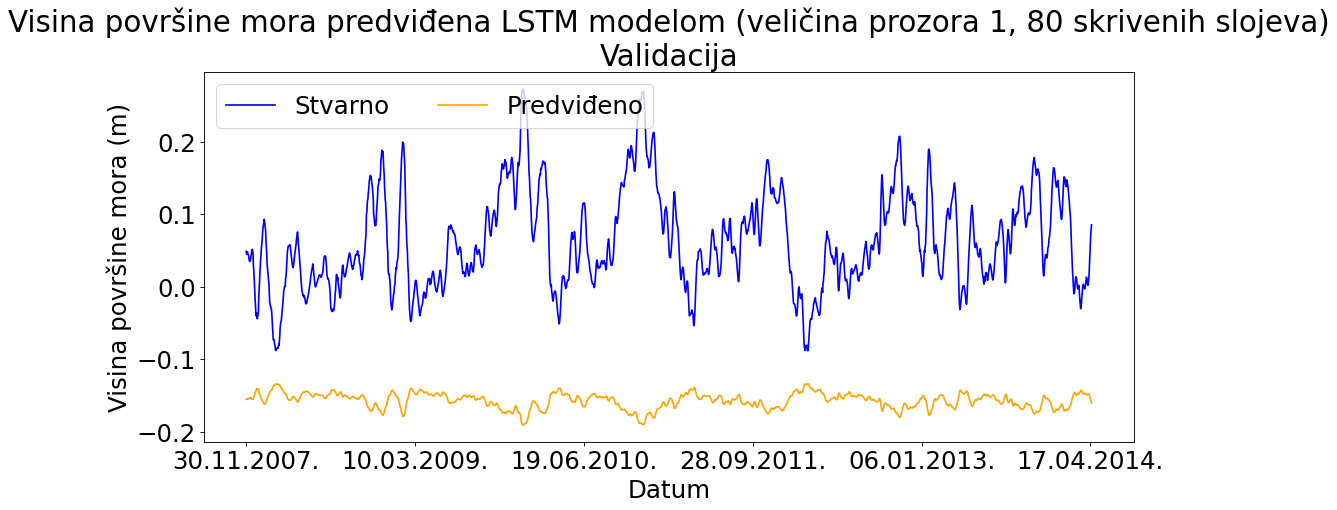 Visina površine mora predviđena LSTM modelom (veličina prozora 1, 80 skrivenih slojeva)
Validacija
Stvarno Predviđeno
Visina površine mora (m)
0.2
0.1
0.0
−0.1
−0.2
30.11.2007. 10.03.2009. 19.06.2010. 28.09.2011. 06.01.2013. 17.04.2014.
Datum